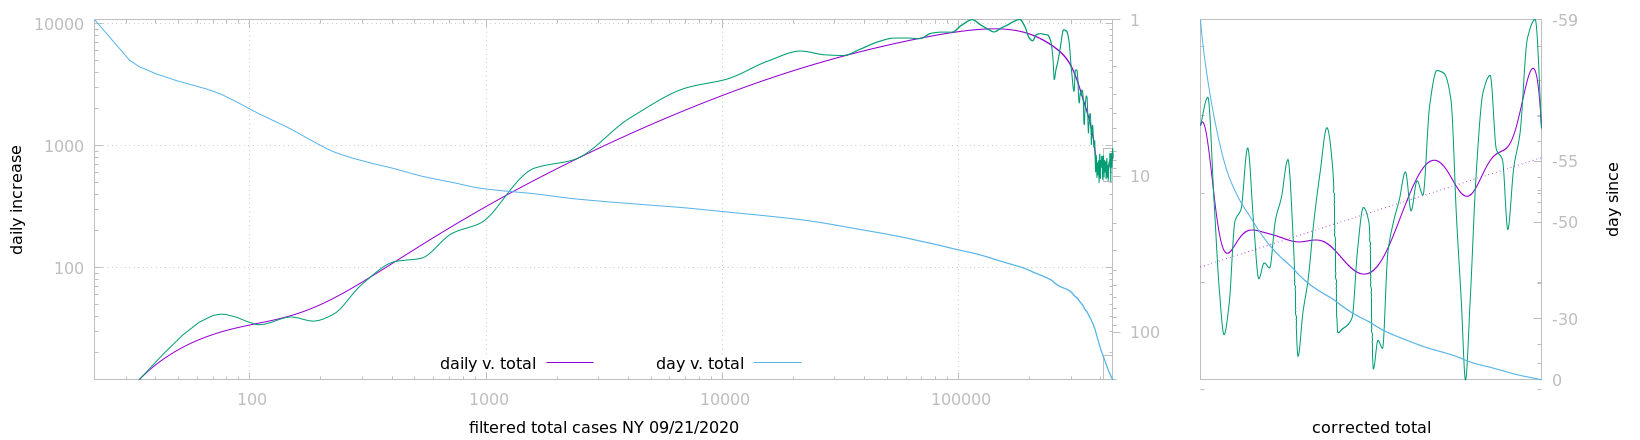 10000
1000
100
daily increase
1
10
100
daily v. total
day v. total
100
1000
10000
100000
filtered total cases NY 09/21/2020
-59
-55
-50
-30
0
day since
corrected total